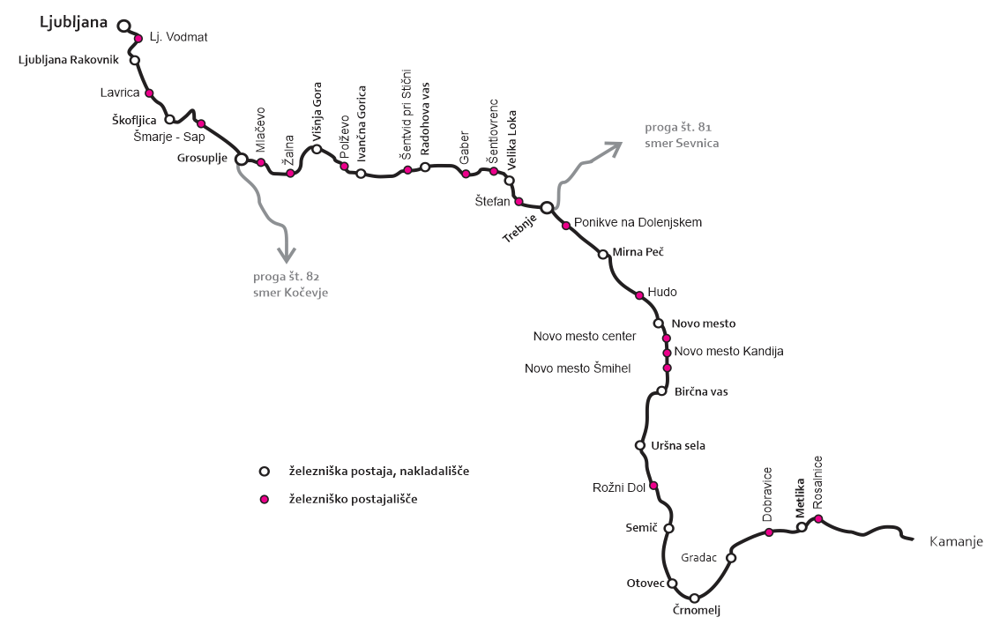 Ljubljana
Lj. Vodmat
Ljubljana Rakovnik
Lavrica
Škofljica
Šmarje - Sap
Grosuplje
Mlačevo
Žalna
Višnja Gora
Polževo
Ivančna Gorica
Šentvid pri Stični
Radohova vas
Gaber
Šentlovrenc
Velika Loka
Štefan
Trebnje
proga št. 81
smer Sevnica
proga št. 82
smer Kočevje
Ponikve na Dolenjskem
Mirna Peč
Hudo
Novo mesto
Novo mesto center
Novo mesto Kandija
Novo mesto Šmihel
Birčna vas
Uršna sela
Rožni Dol
Semič
Otovec
Črnomelj
Gradac
Dobravice
Metlika
Rosalnice
Kamanje
železniška postaja, nakladališče
železniško postajališče